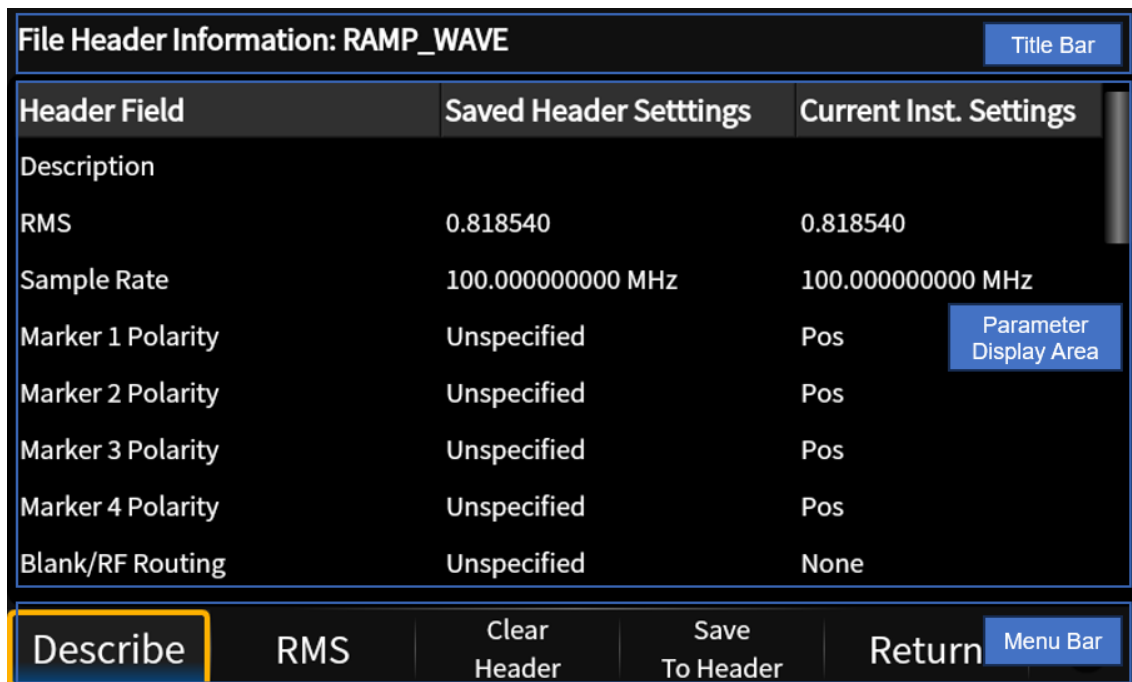 File Header Information: RAMP_WAVE
Title Bar
Header Field Saved Header Setttings Current Inst. Settings
Description
RMS 0.818540 0.818540
Sample Rate 100.000000000 MHz 100.000000000 MHz
Marker 1 Polarity Unspecified Pos
Parameter
Display Area
Marker 2 Polarity Unspecified Pos
Marker 3 Polarity Unspecified Pos
Marker 4 Polarity Unspecified Pos
Blank/RF Routing Unspecified None
Describe RMS Clear Header Save To Header Return
Menu Bar